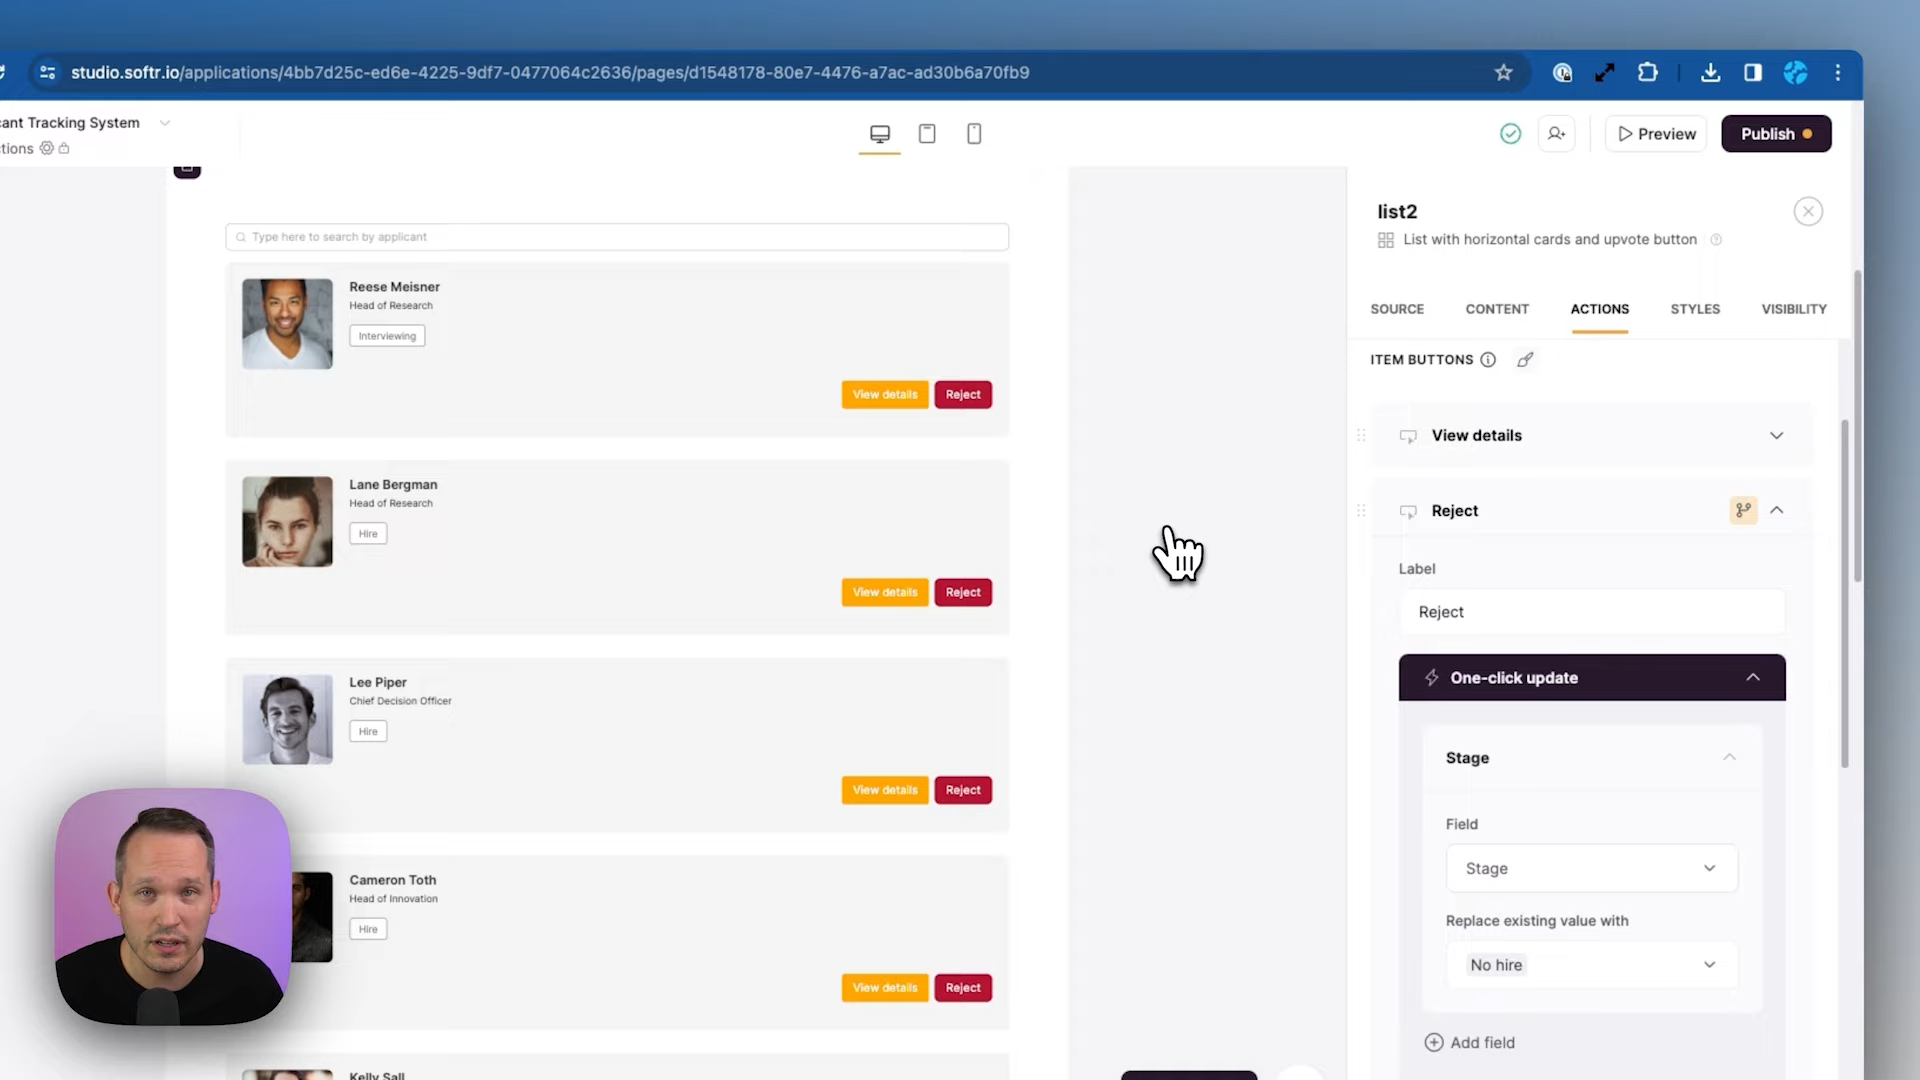 studio.softr.io/applications/4bb7d25c-ed6e-4225-9df7-0477064c2636/pages/d1548178-80e7-4476-a7ac-ad30b6a70fb9
cant Tracking System
tions
Preview
Publish
Type here to search by applicant
Reese Meisner
Head of Research
Interviewing
View details
Reject
Lane Bergman
Head of Research
Hire
View details
Reject
Lee Piper
Chief Decision Officer
Hire
View details
Reject
Cameron Toth
Head of Innovation
Hire
View details
Reject
Kelly Sall
list2
List with horizontal cards and upvote button
SOURCE CONTENT ACTIONS STYLES VISIBILITY
ITEM BUTTONS
View details
Reject
Label
Reject
One-click update
Stage
Field
Stage
Replace existing value with
No hire
Add field